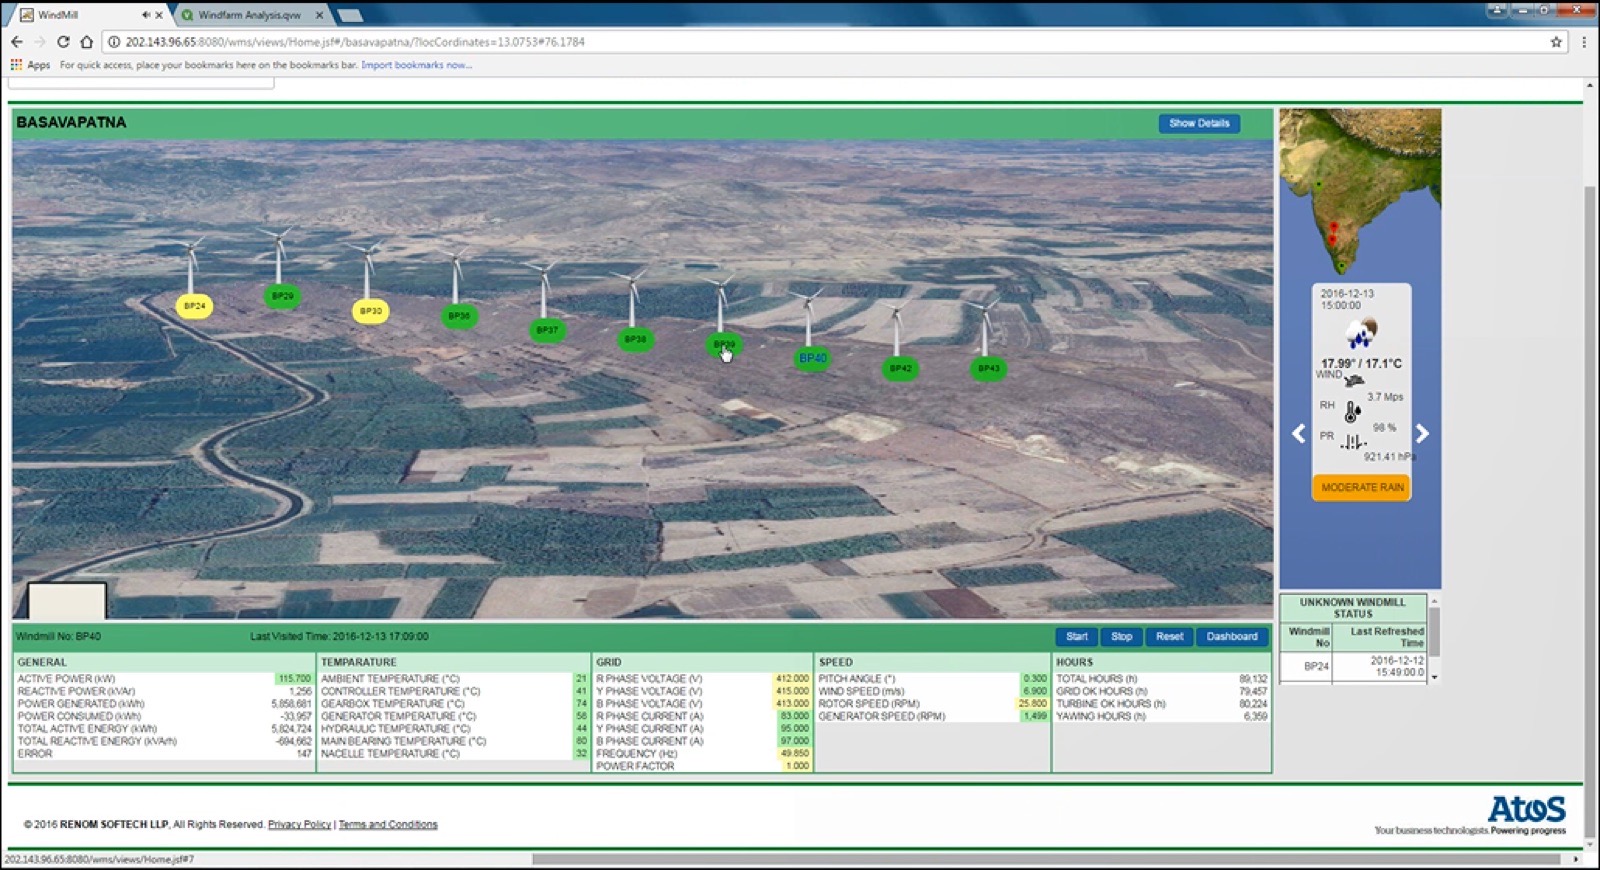 WindMill
Windfarm Analysis.qvw
202.143.96.65:8080/wms/views/Home.jsf#/basavapatna/?locCordinates=13.0753#76.1784
Apps For quick access, place your bookmarks here on the bookmarks bar. Import bookmarks now...
BASAVAPATNA
Show Details
BP24
BP29
BP30
BP36
BP37
BP38
BP39
BP40
BP42
BP43
2016-12-13
15:00:00
17.99° / 17.1°C
WIND
3.7 Mps
RH
98 %
PR
921.41 hPa
MODERATE RAIN
UNKNOWN WINDMILL
STATUS
Windmill No Last Refreshed Time
BP24 2016-12-12 15:49:00.0
Windmill No: BP40 Last Visited Time: 2016-12-13 17:09:00 Start Stop Reset Dashboard
GENERAL
ACTIVE POWER (kW) 115.700
REACTIVE POWER (kVAr) 1,256
POWER GENERATED (kWh) 5,858,681
POWER CONSUMED (kWh) -33,957
TOTAL ACTIVE ENERGY (kWh) 5,824,724
TOTAL REACTIVE ENERGY (kVArh) -694,662
ERROR 147
TEMPARATURE
AMBIENT TEMPERATURE (°C) 21
CONTROLLER TEMPERATURE (°C) 41
GEARBOX TEMPERATURE (°C) 74
GENERATOR TEMPERATURE (°C) 56
HYDRAULIC TEMPERATURE (°C) 44
MAIN BEARING TEMPERATURE (°C) 80
NACELLE TEMPERATURE (°C) 32
GRID
R PHASE VOLTAGE (V) 412.000
Y PHASE VOLTAGE (V) 415.000
B PHASE VOLTAGE (V) 413.000
R PHASE CURRENT (A) 83.000
Y PHASE CURRENT (A) 95.000
B PHASE CURRENT (A) 97.000
FREQUENCY (Hz) 49.850
POWER FACTOR 1.000
SPEED
PITCH ANGLE (°) 0.300
WIND SPEED (m/s) 6.900
ROTOR SPEED (RPM) 25.800
GENERATOR SPEED (RPM) 1,499
HOURS
TOTAL HOURS (h) 89,132
GRID OK HOURS (h) 79,457
TURBINE OK HOURS (h) 80,224
YAWING HOURS (h) 6,359
© 2016 RENOM SOFTECH LLP, All Rights Reserved. Privacy Policy | Terms and Conditions
Atos
Your business technologists. Powering progress
202.143.96.65:8080/wms/views/Home.jsf#7